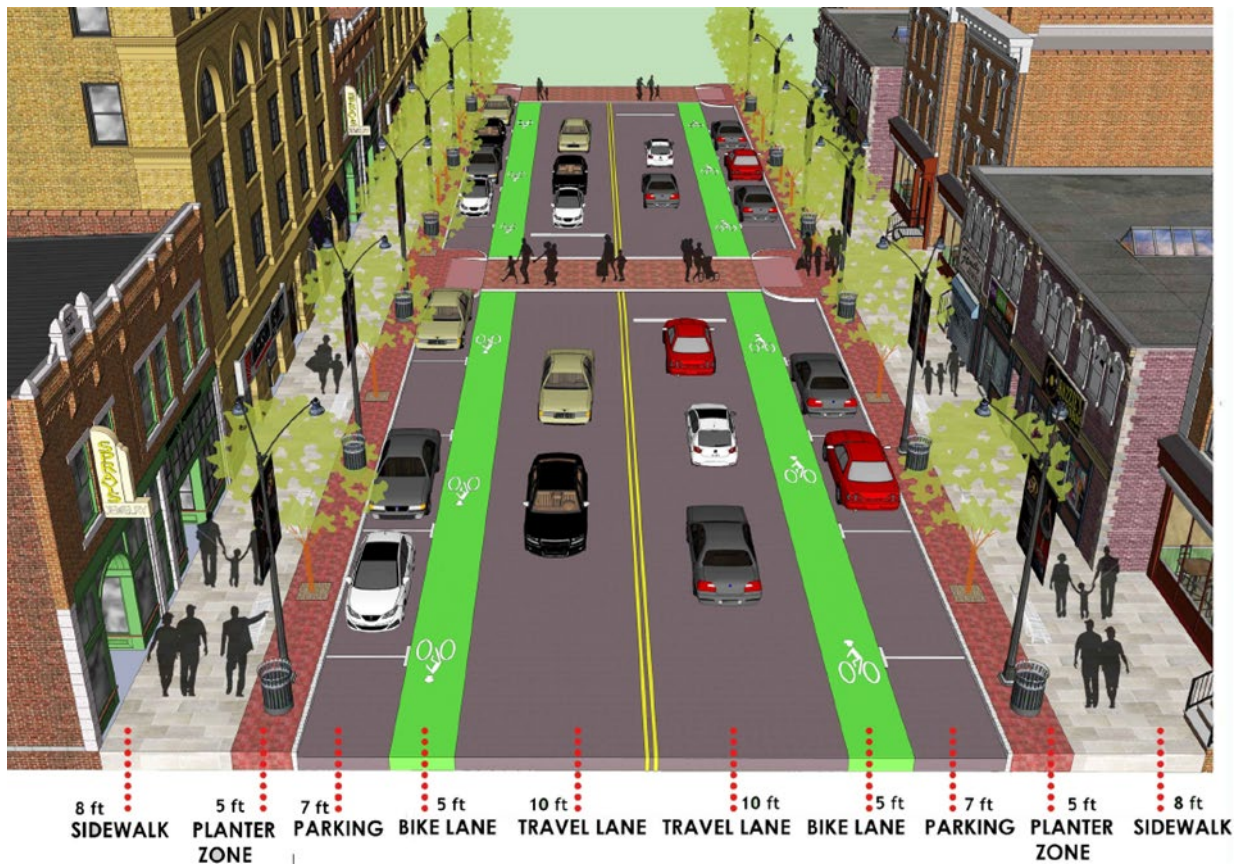 8 ft 5 ft 7 ft 5 ft 10 ft 10 ft 5 ft 7 ft 5 ft 8 ft
SIDEWALK PLANTER PARKING BIKE LANE TRAVEL LANE TRAVEL LANE BIKE LANE PARKING PLANTER SIDEWALK
ZONE ZONE